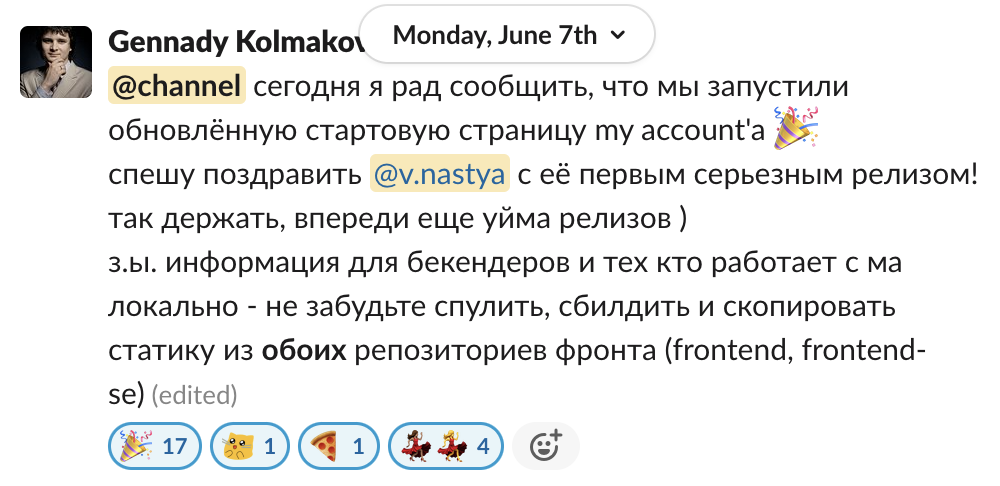 Gennady Kolmakov
Monday, June 7th
@channel сегодня я рад сообщить, что мы запустили
обновлённую стартовую страницу my account'а
спешу поздравить @v.nastya с её первым серьезным релизом!
так держать, впереди еще уйма релизов )
з.ы. информация для бекендеров и тех кто работает с ма
локально - не забудьте спулить, сбилдить и скопировать
статику из обоих репозиториев фронта (frontend, frontend-
se) (edited)
17 1 1 4